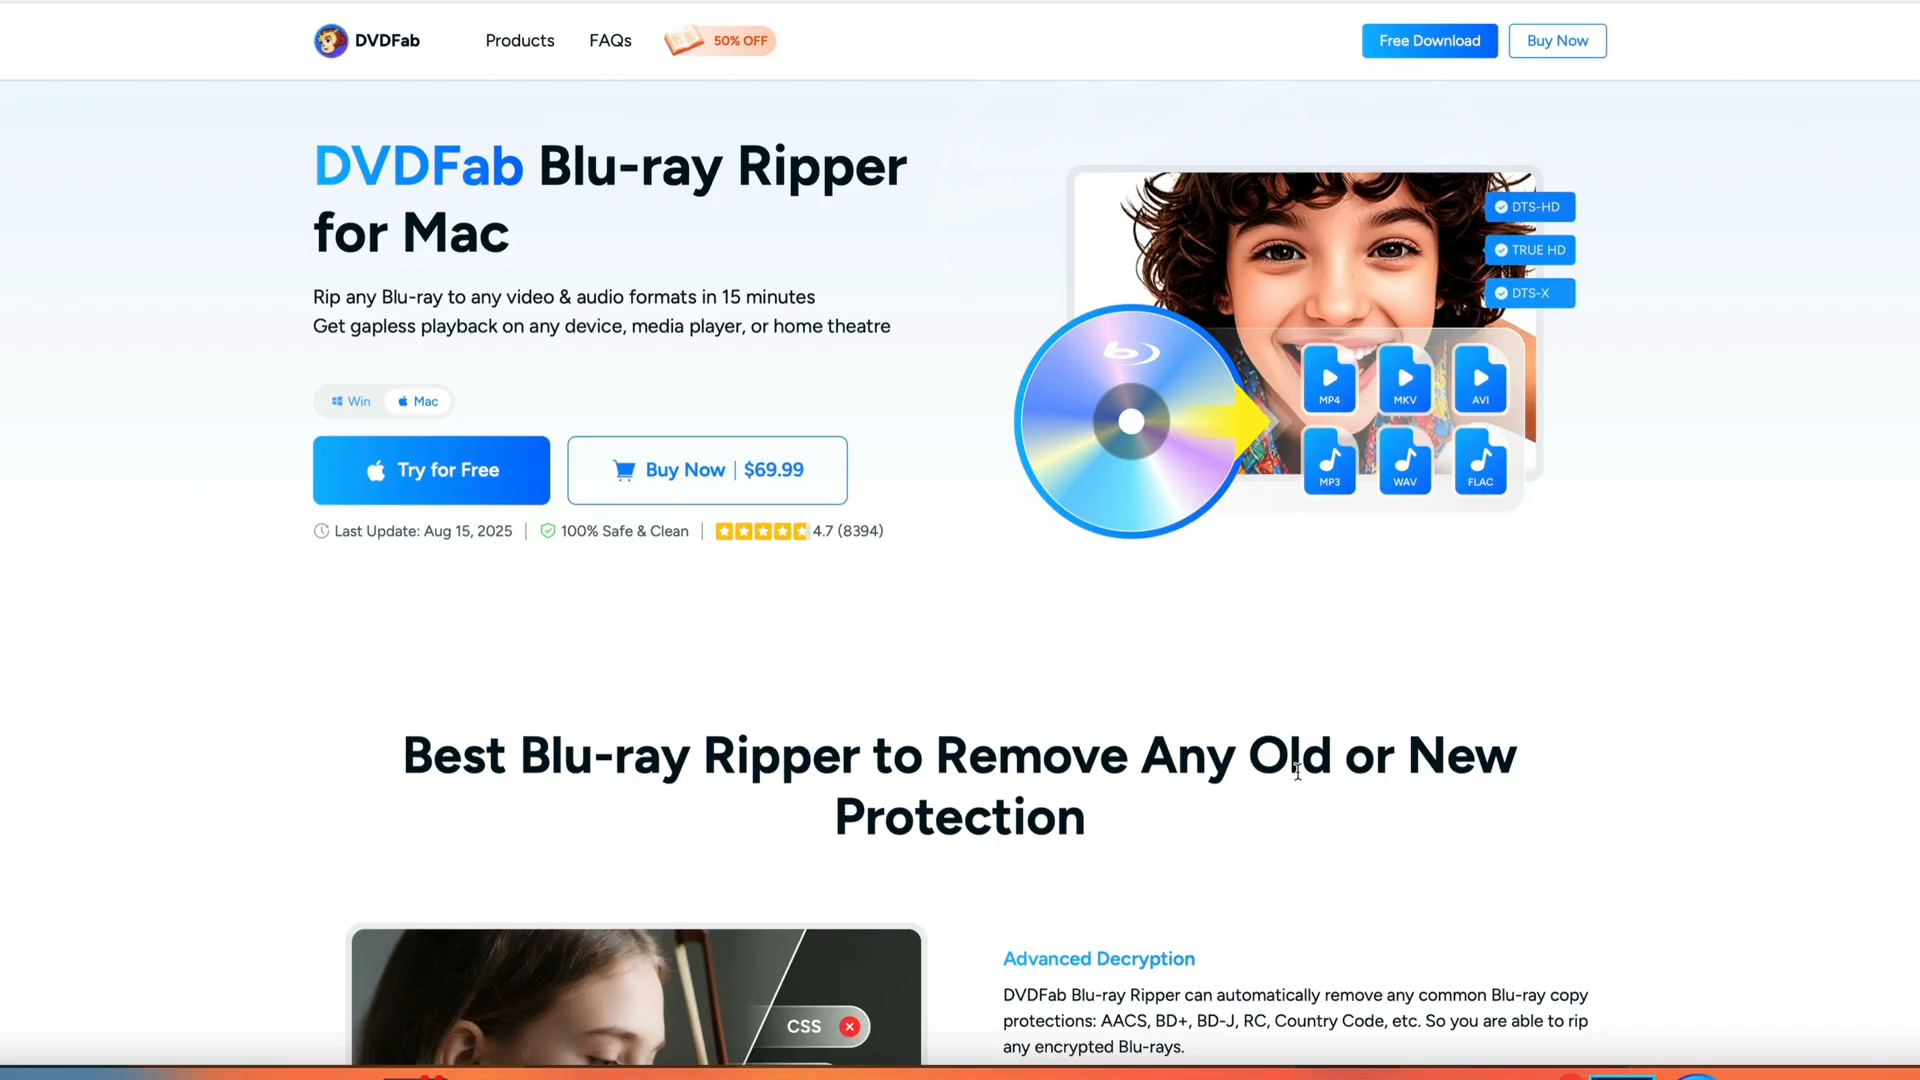 DVDFab
Products
FAQs
50% OFF
Free Download
Buy Now
DVDFab Blu-ray Ripper
for Mac
Rip any Blu-ray to any video & audio formats in 15 minutes
Get gapless playback on any device, media player, or home theatre
Win
Mac
Try for Free
Buy Now | $69.99
Last Update: Aug 15, 2025 | 100% Safe & Clean | 4.7 (8394)
DTS-HD
TRUE HD
DTS-X
MP4
MKV
AVI
MP3
WAV
FLAC
Best Blu-ray Ripper to Remove Any Old or New
Protection
CSS
Advanced Decryption
DVDFab Blu-ray Ripper can automatically remove any common Blu-ray copy
protections: AACS, BD+, BD-J, RC, Country Code, etc. So you are able to rip
any encrypted Blu-rays.